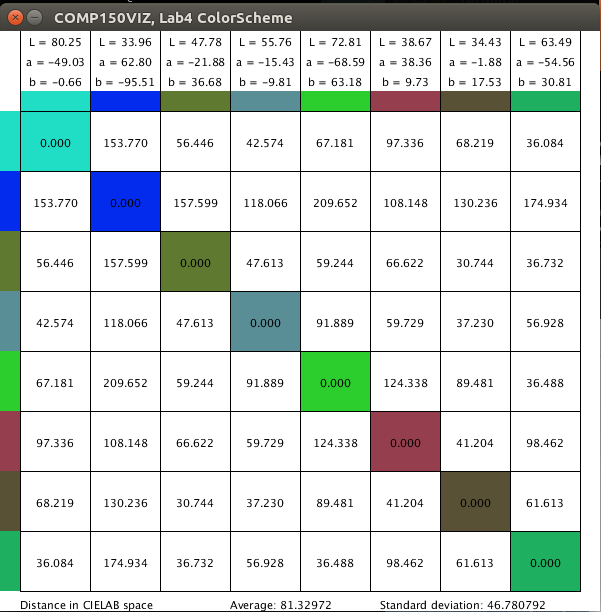 COMP150VIZ, Lab4 ColorScheme
L = 80.25 L = 33.96 L = 47.78 L = 55.76 L = 72.81 L = 38.67 L = 34.43 L = 63.49
a = -49.03 a = 62.80 a = -21.88 a = -15.43 a = -68.59 a = 38.36 a = -1.88 a = -54.56
b = -0.66 b = -95.51 b = 36.68 b = -9.81 b = 63.18 b = 9.73 b = 17.53 b = 30.81
0.000 153.770 56.446 42.574 67.181 97.336 68.219 36.084
153.770 0.000 157.599 118.066 209.652 108.148 130.236 174.934
56.446 157.599 0.000 47.613 59.244 66.622 30.744 36.732
42.574 118.066 47.613 0.000 91.889 59.729 37.230 56.928
67.181 209.652 59.244 91.889 0.000 124.338 89.481 36.488
97.336 108.148 66.622 59.729 124.338 0.000 41.204 98.462
68.219 130.236 30.744 37.230 89.481 41.204 0.000 61.613
36.084 174.934 36.732 56.928 36.488 98.462 61.613 0.000
Distance in CIELAB space Average: 81.32972 Standard deviation: 46.780792